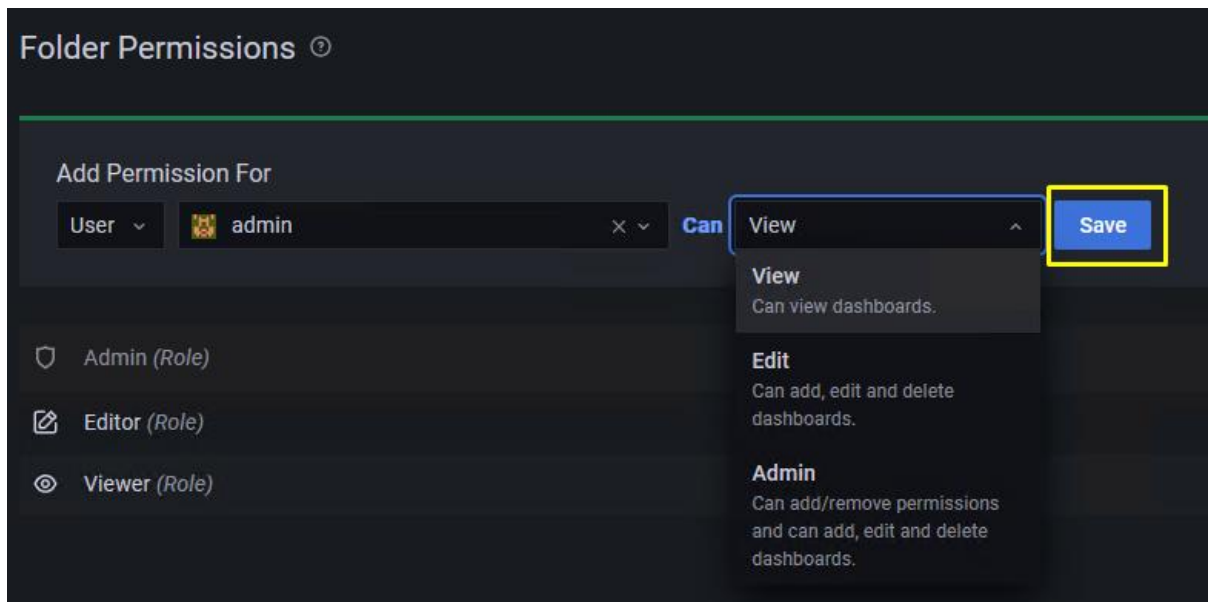 Folder Permissions
Add Permission For
User admin Can View Save
View
Can view dashboards.
Admin (Role)
Edit
Can add, edit and delete
dashboards.
Editor (Role)
Viewer (Role)
Admin
Can add/remove permissions
and can add, edit and delete
dashboards.